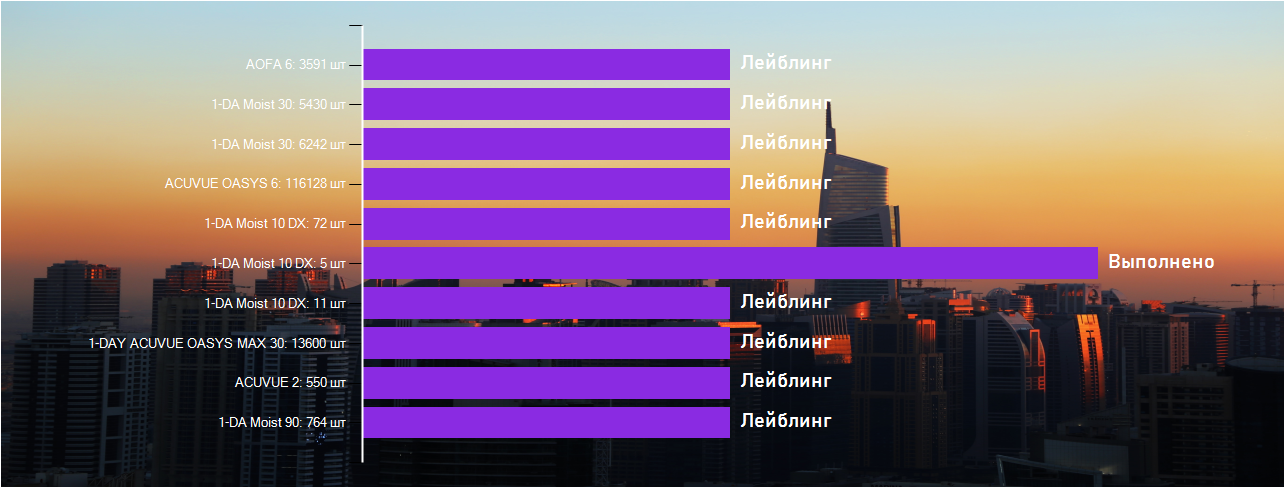 AOFA 6: 3591 шт Лейблинг
1-DA Moist 30: 5430 шт Лейблинг
1-DA Moist 30: 6242 шт Лейблинг
ACUVUE OASYS 6: 116128 шт Лейблинг
1-DA Moist 10 DX: 72 шт Лейблинг
1-DA Moist 10 DX: 5 шт Выполнено
1-DA Moist 10 DX: 11 шт Лейблинг
1-DAY ACUVUE OASYS MAX 30: 13600 шт Лейблинг
ACUVUE 2: 550 шт Лейблинг
1-DA Moist 90: 764 шт Лейблинг